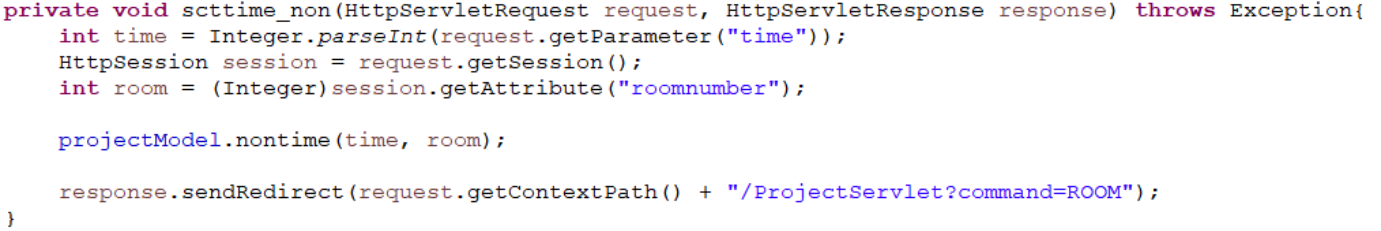 private void scttime_non(HttpServletRequest request, HttpServletResponse response) throws Exception{
    int time = Integer.parseInt(request.getParameter("time"));
    HttpSession session = request.getSession();
    int room = (Integer)session.getAttribute("roomnumber");

    projectModel.nontime(time, room);

    response.sendRedirect(request.getContextPath() + "/ProjectServlet?command=ROOM");
}